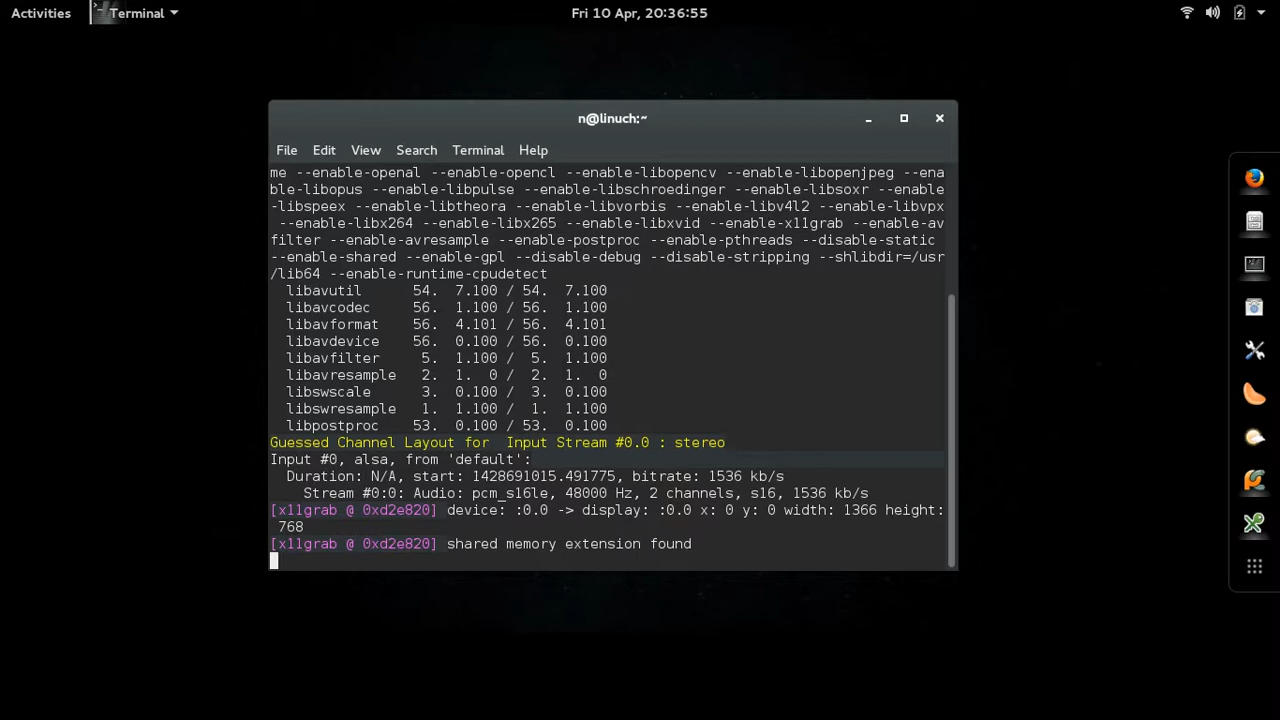 Activities Terminal Fri 10 Apr, 20:36:55
n@linuch:~
File Edit View Search Terminal Help
me --enable-openal --enable-opencl --enable-libopencv --enable-libopenjpeg --ena
ble-libopus --enable-libpulse --enable-libschroedinger --enable-libsoxr --enable
-libspeex --enable-libtheora --enable-libvorbis --enable-libv4l2 --enable-libvpx
 --enable-libx264 --enable-libx265 --enable-libxvid --enable-x11grab --enable-av
filter --enable-avresample --enable-postproc --enable-pthreads --disable-static
--enable-shared --enable-gpl --disable-debug --disable-stripping --shlibdir=/usr
/lib64 --enable-runtime-cpudetect
  libavutil      54.  7.100 / 54.  7.100
  libavcodec     56.  1.100 / 56.  1.100
  libavformat    56.  4.101 / 56.  4.101
  libavdevice    56.  0.100 / 56.  0.100
  libavfilter     5.  1.100 /  5.  1.100
  libavresample   2.  1.  0 /  2.  1.  0
  libswscale      3.  0.100 /  3.  0.100
  libswresample   1.  1.100 /  1.  1.100
  libpostproc    53.  0.100 / 53.  0.100
Guessed Channel Layout for  Input Stream #0.0 : stereo
Input #0, alsa, from 'default':
  Duration: N/A, start: 1428691015.491775, bitrate: 1536 kb/s
    Stream #0:0: Audio: pcm_s16le, 48000 Hz, 2 channels, s16, 1536 kb/s
[x11grab @ 0xd2e820] device: :0.0 -> display: :0.0 x: 0 y: 0 width: 1366 height:
 768
[x11grab @ 0xd2e820] shared memory extension found